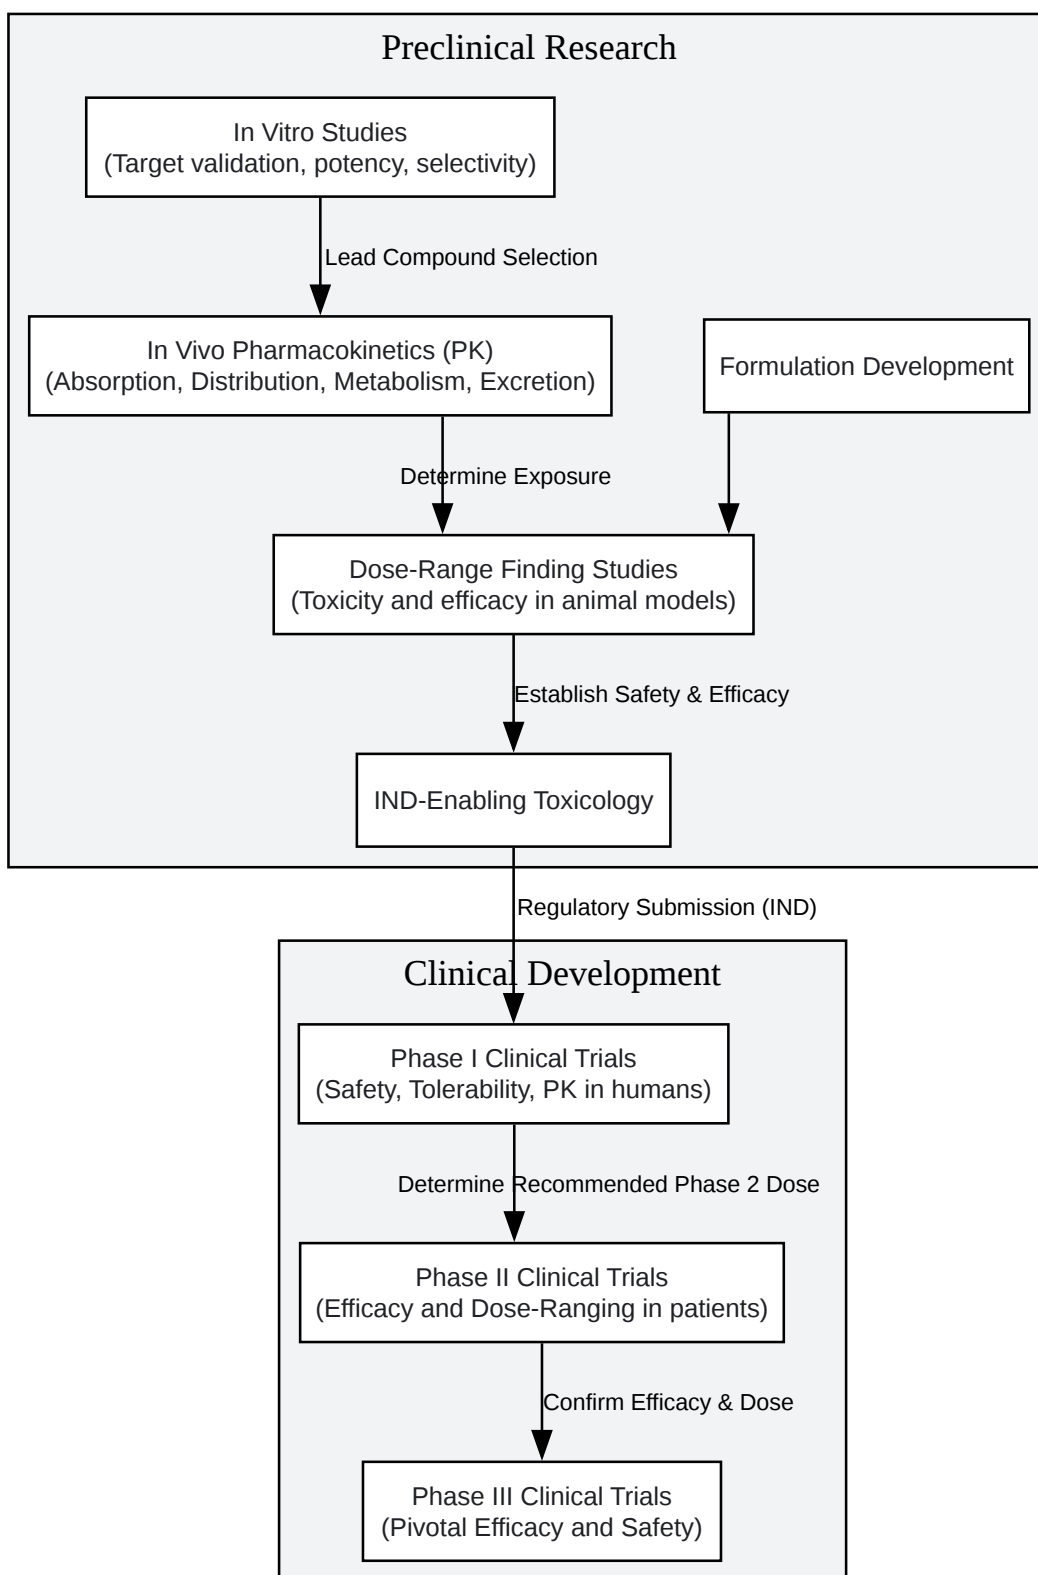 Preclinical Research
In Vitro Studies
(Target validation, potency, selectivity)
Lead Compound Selection
In Vivo Pharmacokinetics (PK)
(Absorption, Distribution, Metabolism, Excretion)
Formulation Development
Determine Exposure
Dose-Range Finding Studies
(Toxicity and efficacy in animal models)
Establish Safety & Efficacy
IND-Enabling Toxicology
Regulatory Submission (IND)
Clinical Development
Phase I Clinical Trials
(Safety, Tolerability, PK in humans)
Determine Recommended Phase 2 Dose
Phase II Clinical Trials
(Efficacy and Dose-Ranging in patients)
Confirm Efficacy & Dose
Phase III Clinical Trials
(Pivotal Efficacy and Safety)